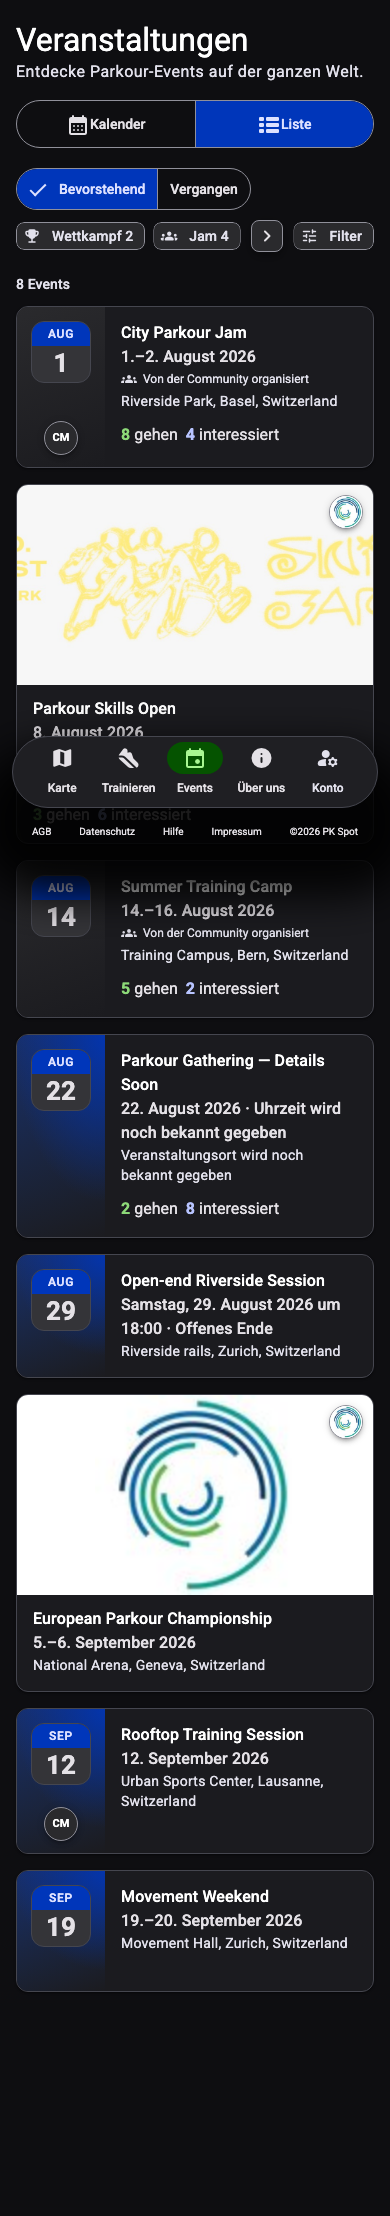 Veranstaltungen
Entdecke Parkour-Events auf der ganzen Welt.
Kalender
Liste
Bevorstehend
Vergangen
Wettkampf 2
Jam 4
Filter
8 Events
AUG
1
CM
City Parkour Jam
1.–2. August 2026
Von der Community organisiert
Riverside Park, Basel, Switzerland
8 gehen 4 interessiert
Parkour Skills Open
8. August 2026
Karte
Trainieren
Events
Über uns
Konto
3 gehen 6 interessiert
AGB
Datenschutz
Hilfe
Impressum
©2026 PK Spot
AUG
14
Summer Training Camp
14.–16. August 2026
Von der Community organisiert
Training Campus, Bern, Switzerland
5 gehen 2 interessiert
AUG
22
Parkour Gathering — Details
Soon
22. August 2026 · Uhrzeit wird
noch bekannt gegeben
Veranstaltungsort wird noch
bekannt gegeben
2 gehen 8 interessiert
AUG
29
Open-end Riverside Session
Samstag, 29. August 2026 um
18:00 · Offenes Ende
Riverside rails, Zurich, Switzerland
European Parkour Championship
5.–6. September 2026
National Arena, Geneva, Switzerland
SEP
12
CM
Rooftop Training Session
12. September 2026
Urban Sports Center, Lausanne,
Switzerland
SEP
19
Movement Weekend
19.–20. September 2026
Movement Hall, Zurich, Switzerland